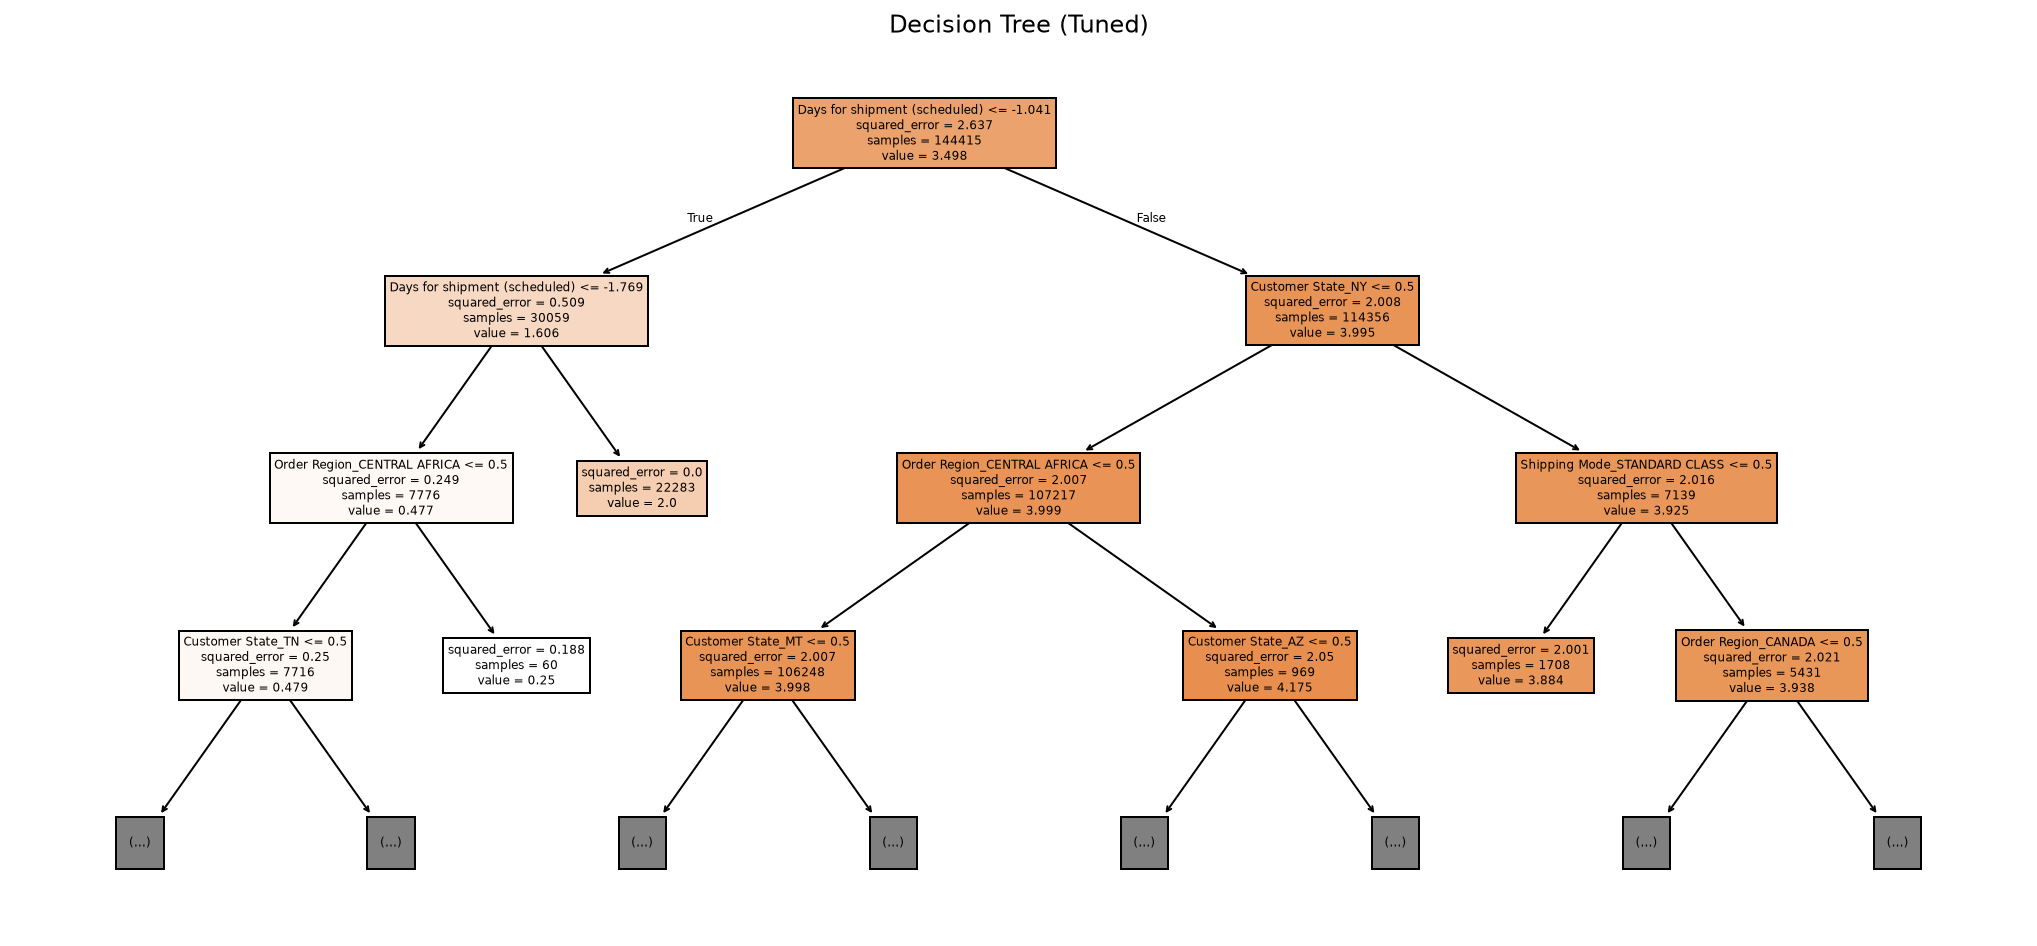 Decision Tree (Tuned)
Days for shipment (scheduled) <= -1.041
squared_error = 2.637
samples = 144415
value = 3.498
True
False
Days for shipment (scheduled) <= -1.769
squared_error = 0.509
samples = 30059
value = 1.606
Customer State_NY <= 0.5
squared_error = 2.008
samples = 114356
value = 3.995
Order Region_CENTRAL AFRICA <= 0.5
squared_error = 0.249
samples = 7776
value = 0.477
squared_error = 0.0
samples = 22283
value = 2.0
Order Region_CENTRAL AFRICA <= 0.5
squared_error = 2.007
samples = 107217
value = 3.999
Shipping Mode_STANDARD CLASS <= 0.5
squared_error = 2.016
samples = 7139
value = 3.925
Customer State_TN <= 0.5
squared_error = 0.25
samples = 7716
value = 0.479
squared_error = 0.188
samples = 60
value = 0.25
Customer State_MT <= 0.5
squared_error = 2.007
samples = 106248
value = 3.998
Customer State_AZ <= 0.5
squared_error = 2.05
samples = 969
value = 4.175
squared_error = 2.001
samples = 1708
value = 3.884
Order Region_CANADA <= 0.5
squared_error = 2.021
samples = 5431
value = 3.938
(...)
(...)
(...)
(...)
(...)
(...)
(...)
(...)